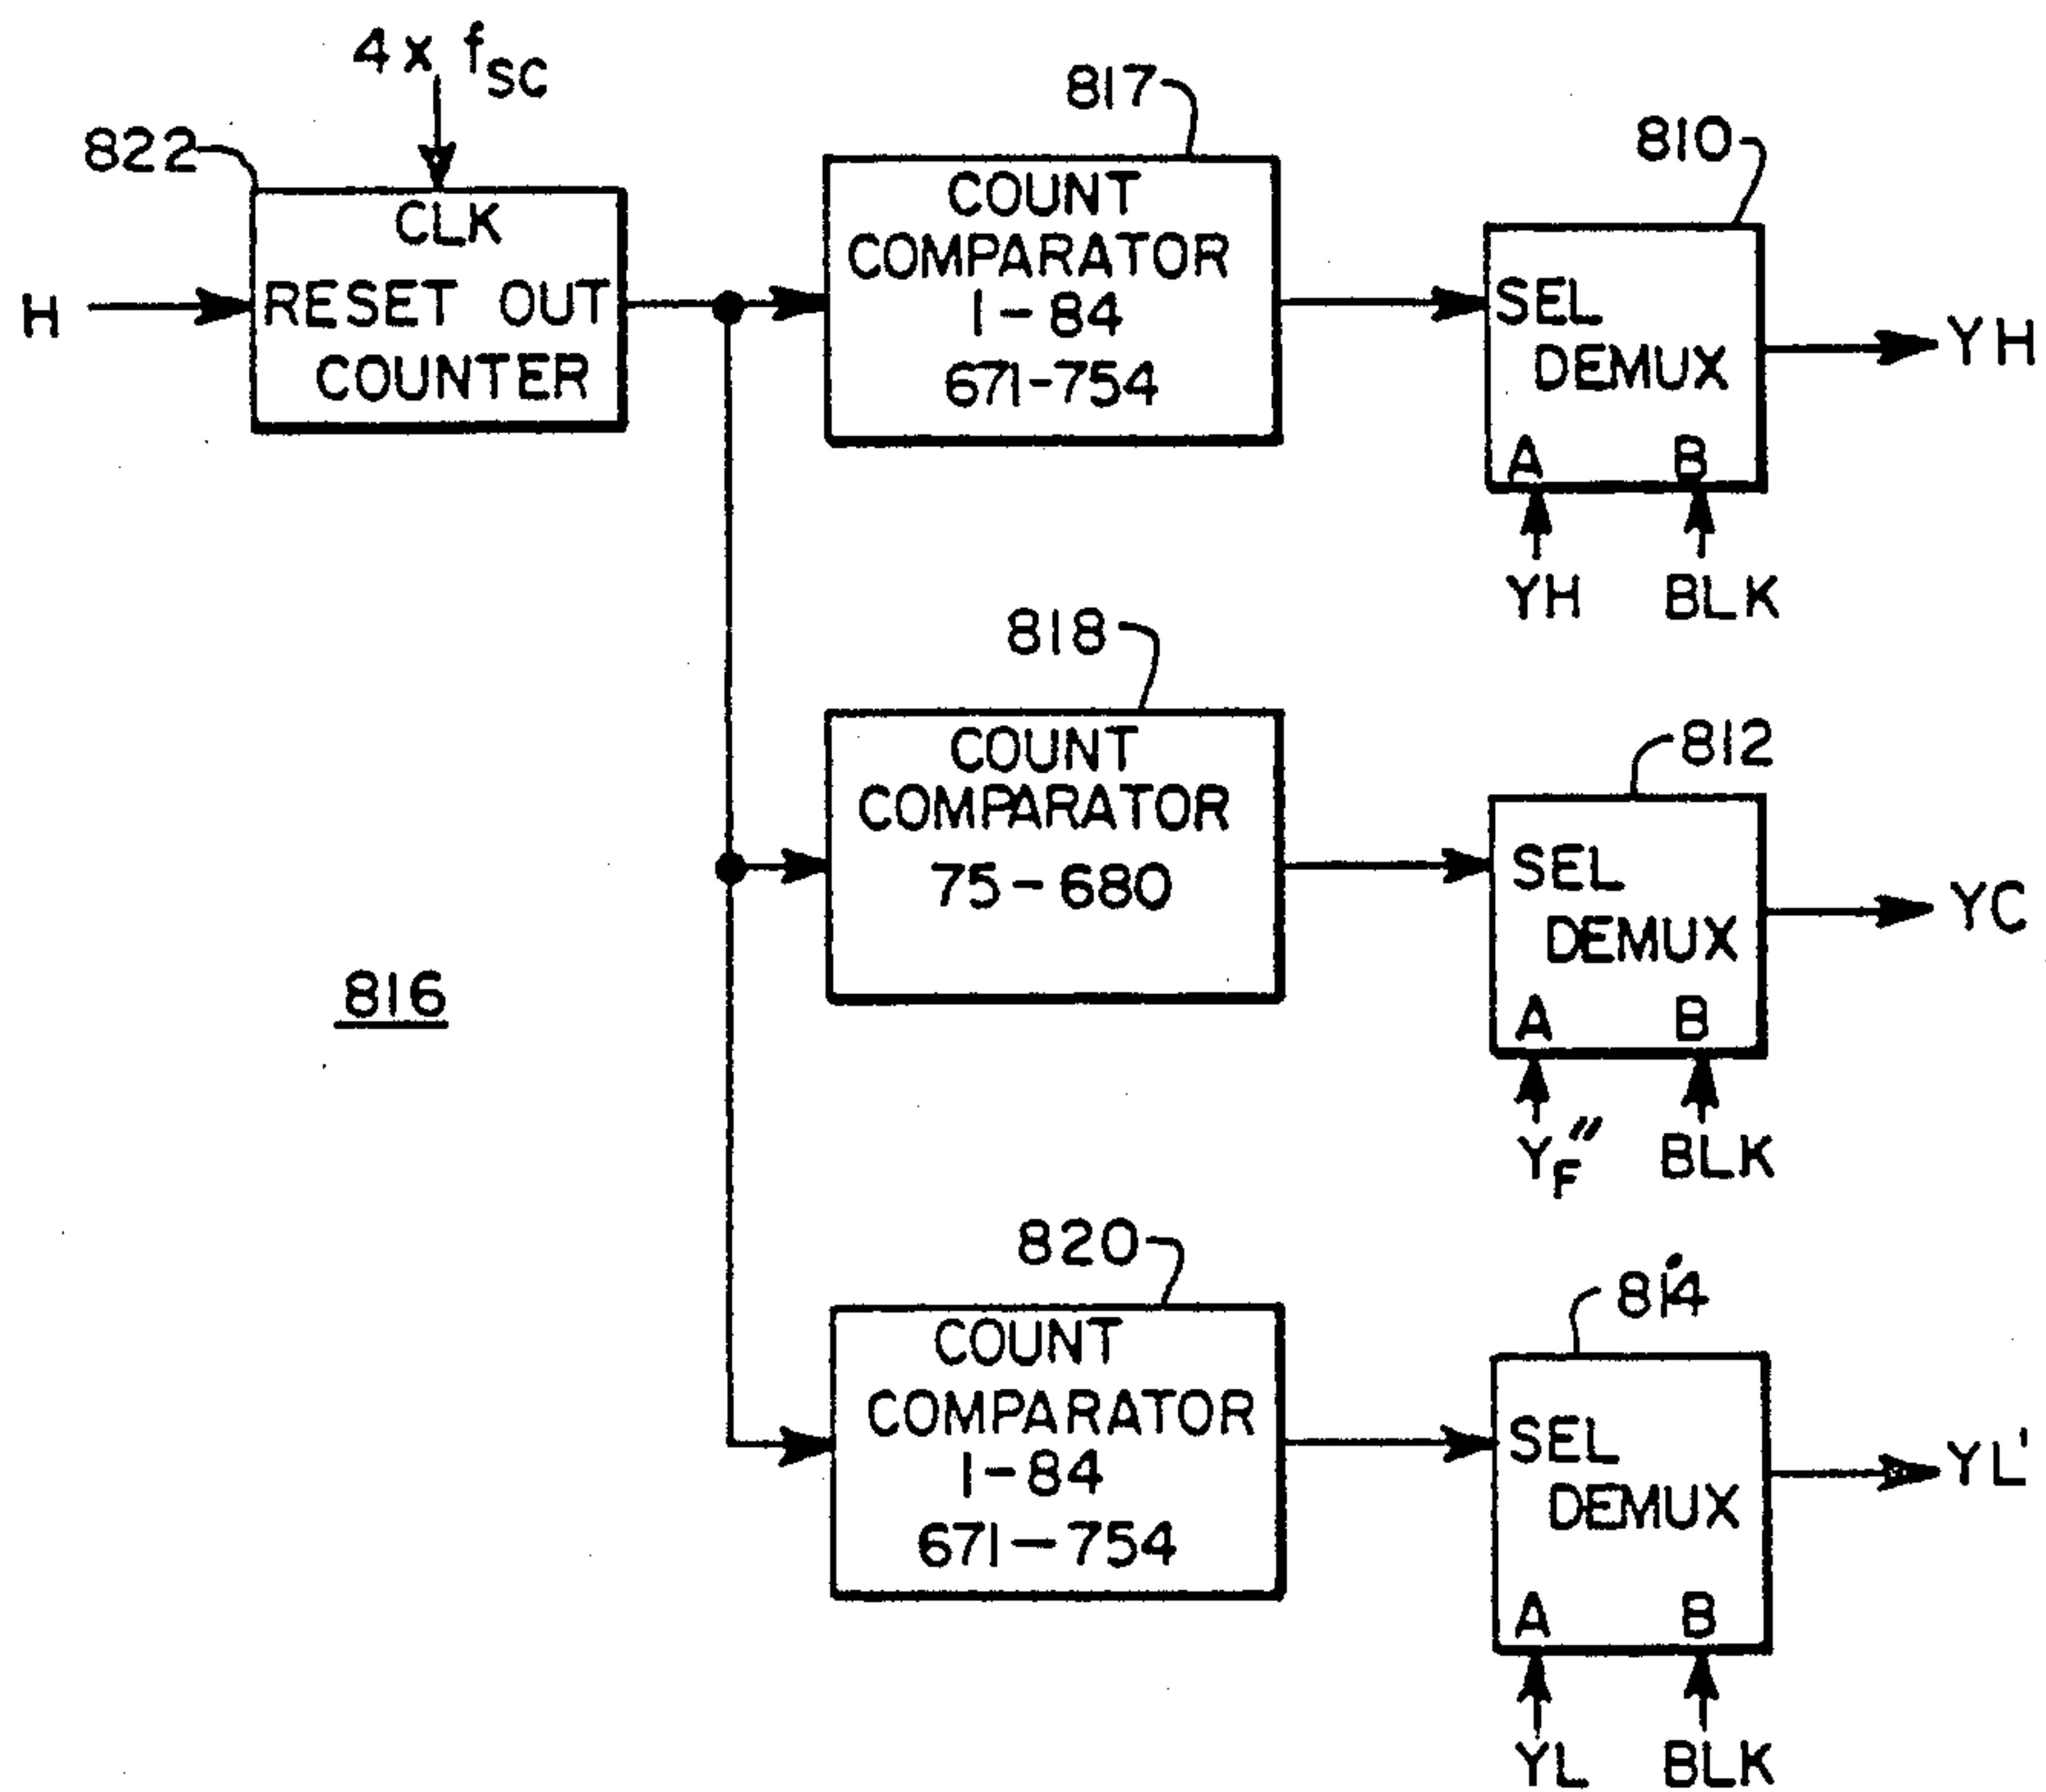 4 x fSC
822
CLK
H
RESET OUT
COUNTER
817
COUNT
COMPARATOR
1-84
671-754
810
SEL
DEMUX
A B
YH BLK
YH
818
COUNT
COMPARATOR
75-680
812
SEL
DEMUX
A B
YF" BLK
YC
816
820
COUNT
COMPARATOR
1-84
671-754
814
SEL
DEMUX
A B
YL BLK
YL'